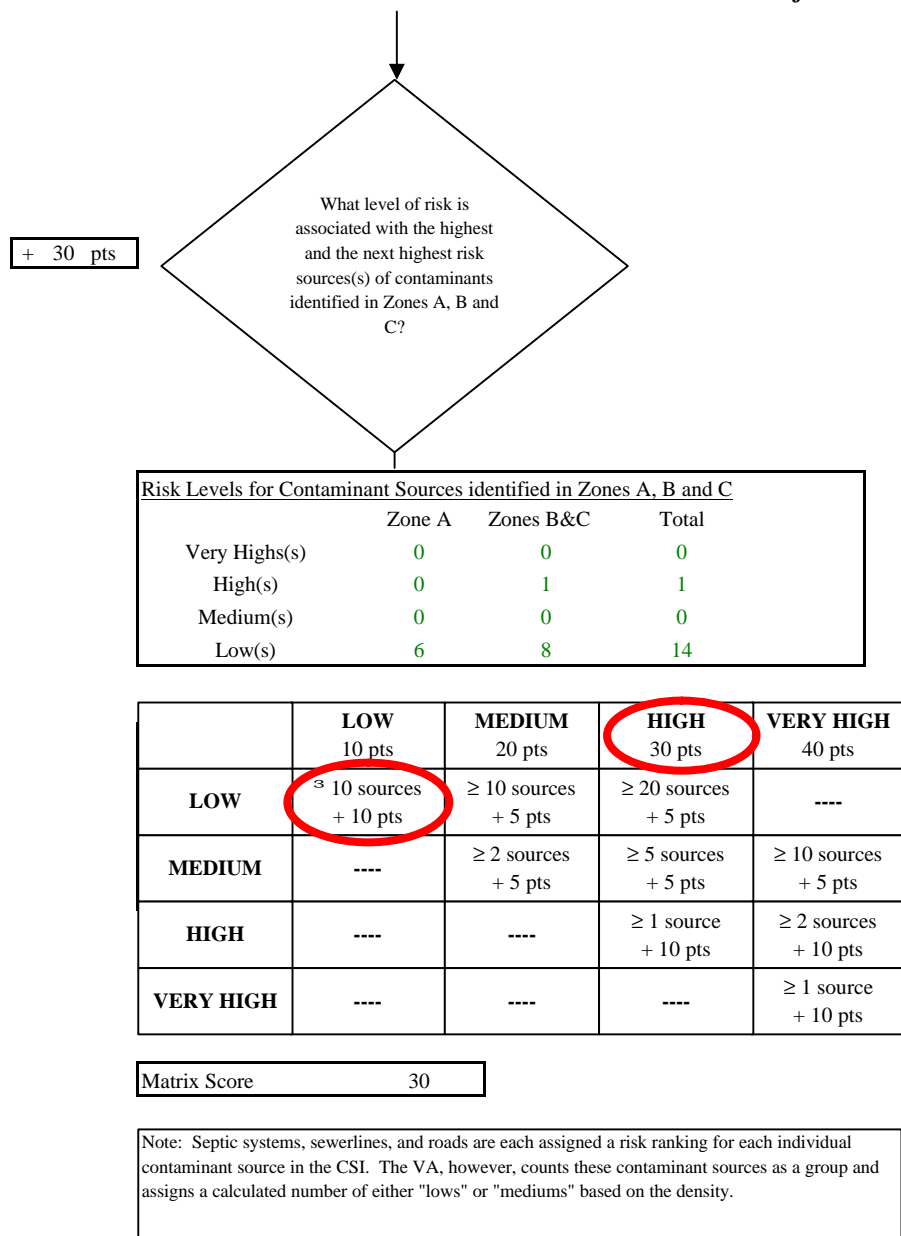 What level of risk is
associated with the highest
and the next highest risk
sources(s) of contaminants
identified in Zones A, B and
C?
+ 30 pts
Risk Levels for Contaminant Sources identified in Zones A, B and C
Zone A Zones B&C Total
Very Highs(s) 0 0 0
High(s) 0 1 1
Medium(s) 0 0 0
Low(s) 6 8 14
LOW MEDIUM HIGH VERY HIGH
10 pts 20 pts 30 pts 40 pts
LOW ³ 10 sources ≥ 10 sources ≥ 20 sources ----
+ 10 pts + 5 pts + 5 pts
MEDIUM ---- ≥ 2 sources ≥ 5 sources ≥ 10 sources
+ 5 pts + 5 pts + 5 pts
HIGH ---- ---- ≥ 1 source ≥ 2 sources
+ 10 pts + 10 pts
VERY HIGH ---- ---- ---- ≥ 1 source
+ 10 pts
Matrix Score 30
Note: Septic systems, sewerlines, and roads are each assigned a risk ranking for each individual
contaminant source in the CSI. The VA, however, counts these contaminant sources as a group and
assigns a calculated number of either "lows" or "mediums" based on the density.